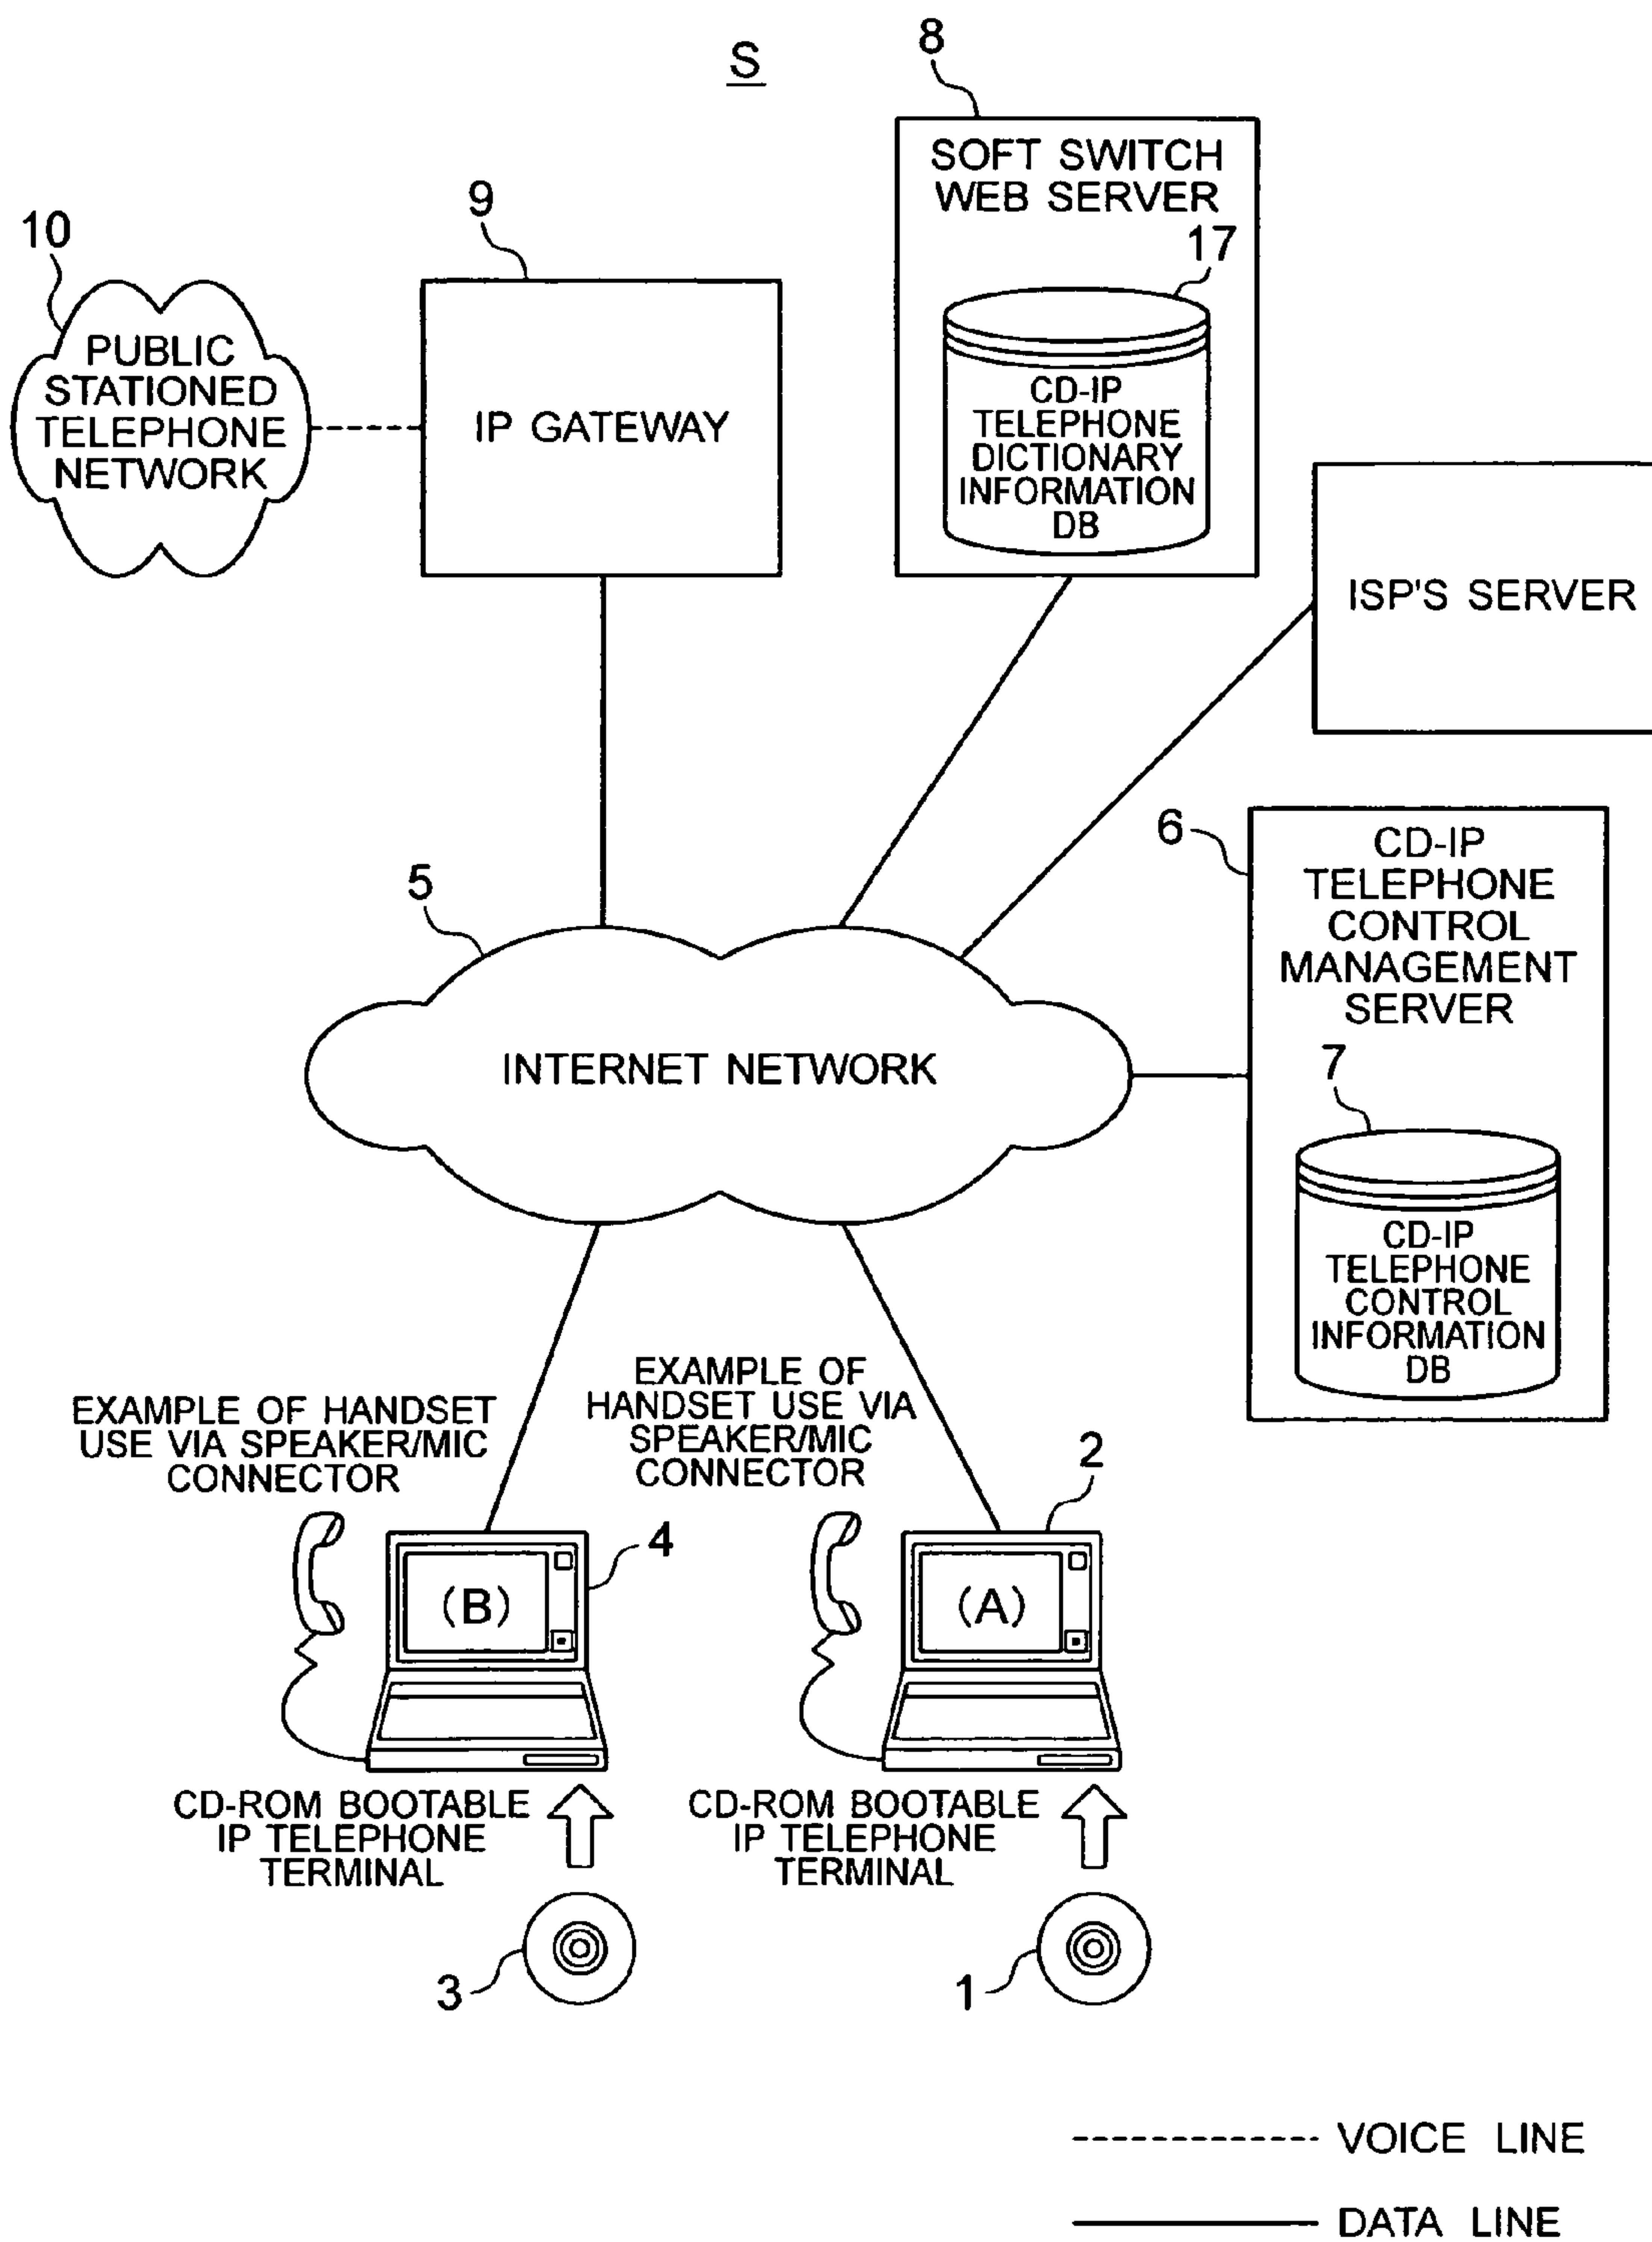 S
8
SOFT SWITCH
WEB SERVER
17
CD-IP
TELEPHONE
DICTIONARY
INFORMATION
DB
9
IP GATEWAY
10
PUBLIC
STATIONED
TELEPHONE
NETWORK
ISP'S SERVER
6
CD-IP
TELEPHONE
CONTROL
MANAGEMENT
SERVER
7
CD-IP
TELEPHONE
CONTROL
INFORMATION
DB
5
INTERNET NETWORK
EXAMPLE OF HANDSET
USE VIA SPEAKER/MIC
CONNECTOR
4
(B)
CD-ROM BOOTABLE
IP TELEPHONE
TERMINAL
3
EXAMPLE OF
HANDSET USE VIA
SPEAKER/MIC
CONNECTOR
2
(A)
CD-ROM BOOTABLE
IP TELEPHONE
TERMINAL
1
VOICE LINE
DATA LINE